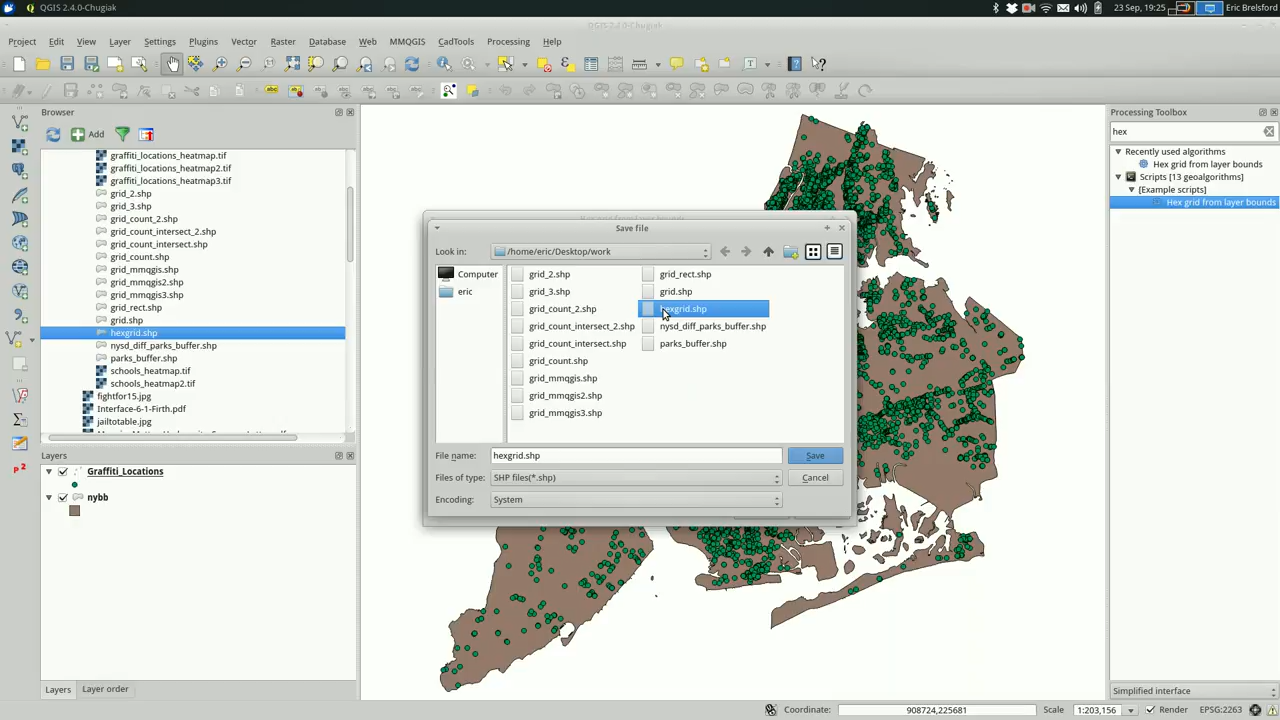 QGIS 2.4.0-Chugiak
23 Sep, 19:25
Eric Brelsford
QGIS 2.4.0-Chugiak
Project Edit View Layer Settings Plugins Vector Raster Database Web MMQGIS CadTools Processing Help
Browser
Add
graffiti_locations_heatmap.tif
graffiti_locations_heatmap2.tif
graffiti_locations_heatmap3.tif
grid_2.shp
grid_3.shp
grid_count_2.shp
grid_count_intersect_2.shp
grid_count_intersect.shp
grid_count.shp
grid_mmqgis.shp
grid_mmqgis2.shp
grid_mmqgis3.shp
grid_rect.shp
grid.shp
hexgrid.shp
nysd_diff_parks_buffer.shp
parks_buffer.shp
schools_heatmap.tif
schools_heatmap2.tif
fightfor15.jpg
Interface-6-1-Firth.pdf
jailtable.jpg
Layers
Graffiti_Locations
nybb
Layers
Layer order
Save file
Look in:
/home/eric/Desktop/work
Computer
eric
grid_2.shp
grid_3.shp
grid_count_2.shp
grid_count_intersect_2.shp
grid_count_intersect.shp
grid_count.shp
grid_mmqgis.shp
grid_mmqgis2.shp
grid_mmqgis3.shp
grid_rect.shp
grid.shp
hexgrid.shp
nysd_diff_parks_buffer.shp
parks_buffer.shp
File name:
hexgrid.shp
Save
Files of type:
SHP files(*.shp)
Cancel
Encoding:
System
Processing Toolbox
hex
Recently used algorithms
Hex grid from layer bounds
Scripts [13 geoalgorithms]
[Example scripts]
Hex grid from layer bounds
Simplified interface
Coordinate:
908724,225681
Scale
1:203,156
Render
EPSG:2263